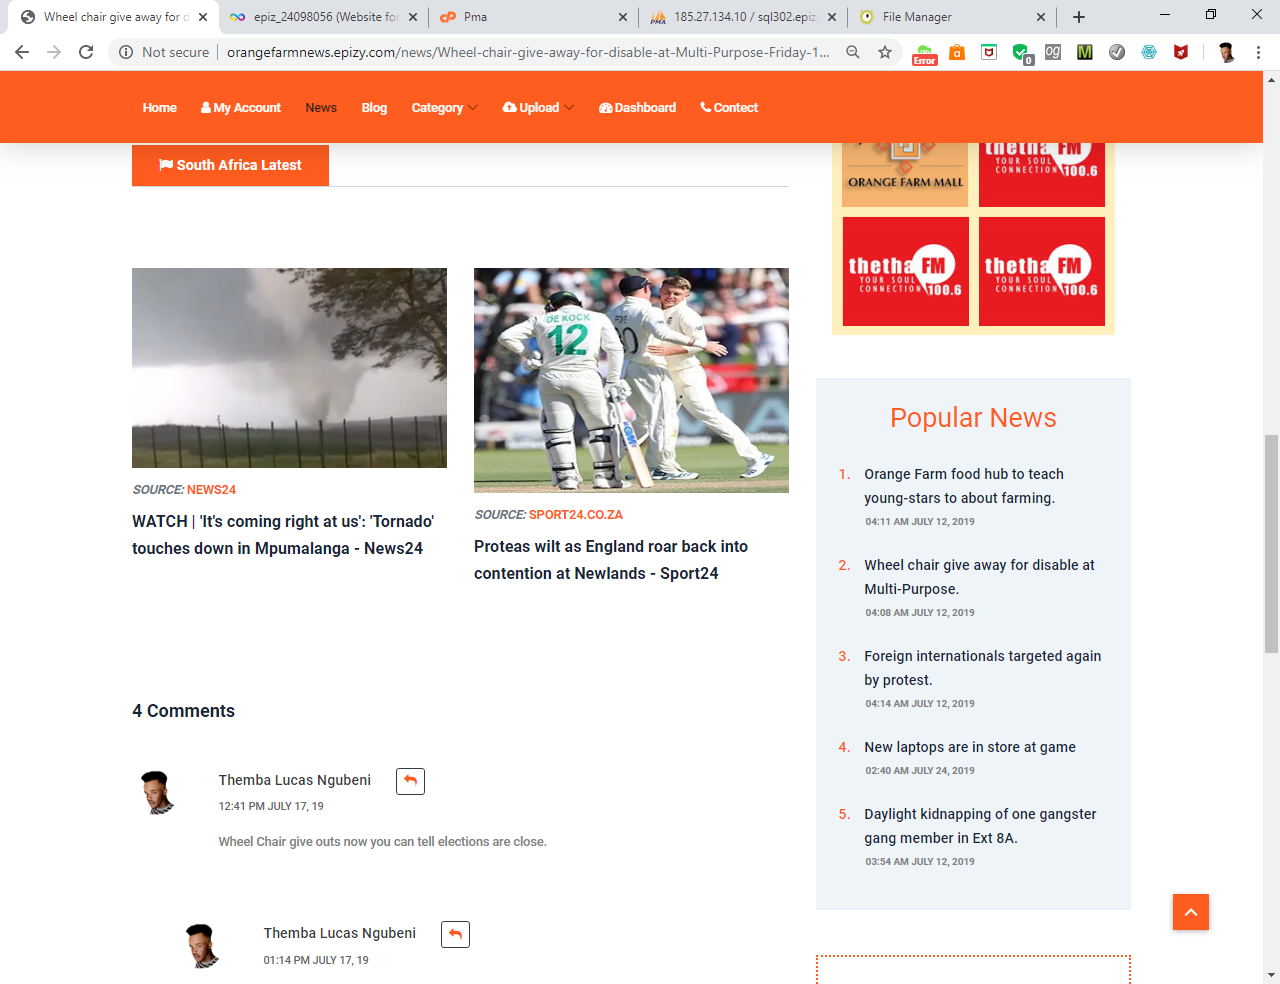 Wheel chair give away for d
epiz_24098056 (Website for
Pma
185.27.134.10 / sql302.epiz
File Manager
Not secure
orangefarmnews.epizy.com/news/Wheel-chair-give-away-for-disable-at-Multi-Purpose-Friday-1...
Error
0
og
M
Home
My Account
News
Blog
Category
Upload
Dashboard
Contect
South Africa Latest
ORANGE FARM MALL
thetha FM
YOUR SOUL
CONNECTION 100.6
thetha FM
YOUR SOUL
CONNECTION 100.6
thetha FM
YOUR SOUL
CONNECTION 100.6
DE KOCK
12
SOURCE: NEWS24
WATCH | 'It's coming right at us': 'Tornado'
touches down in Mpumalanga - News24
SOURCE: SPORT24.CO.ZA
Proteas wilt as England roar back into
contention at Newlands - Sport24
Popular News
1. Orange Farm food hub to teach
young-stars to about farming.
04:11 AM JULY 12, 2019
2. Wheel chair give away for disable at
Multi-Purpose.
04:08 AM JULY 12, 2019
3. Foreign internationals targeted again
by protest.
04:14 AM JULY 12, 2019
4. New laptops are in store at game
02:40 AM JULY 24, 2019
5. Daylight kidnapping of one gangster
gang member in Ext 8A.
03:54 AM JULY 12, 2019
4 Comments
Themba Lucas Ngubeni
12:41 PM JULY 17, 19
Wheel Chair give outs now you can tell elections are close.
Themba Lucas Ngubeni
01:14 PM JULY 17, 19